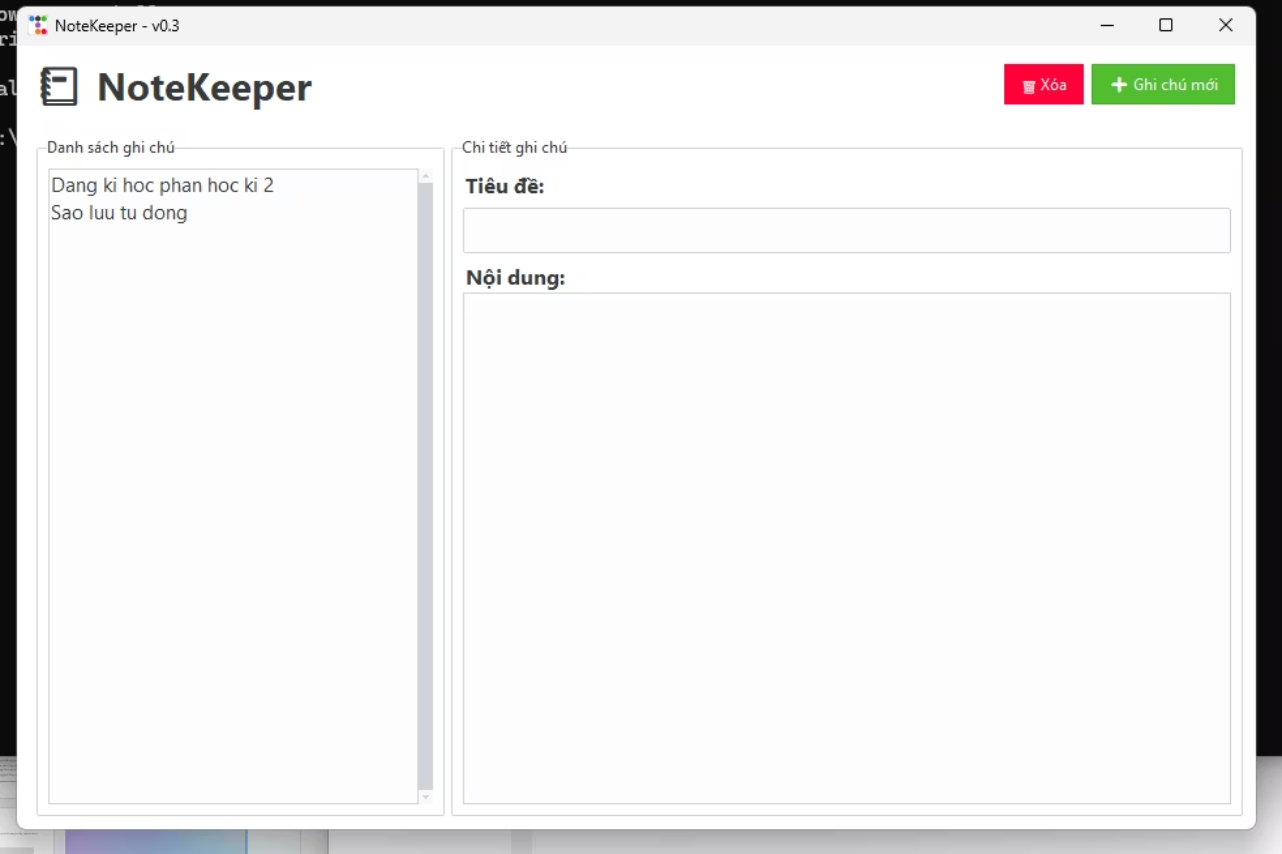 NoteKeeper - v0.3
NoteKeeper
Xóa
Ghi chú mới
Danh sách ghi chú
Dang ki hoc phan hoc ki 2
Sao luu tu dong
Chi tiết ghi chú
Tiêu đề:
Nội dung: